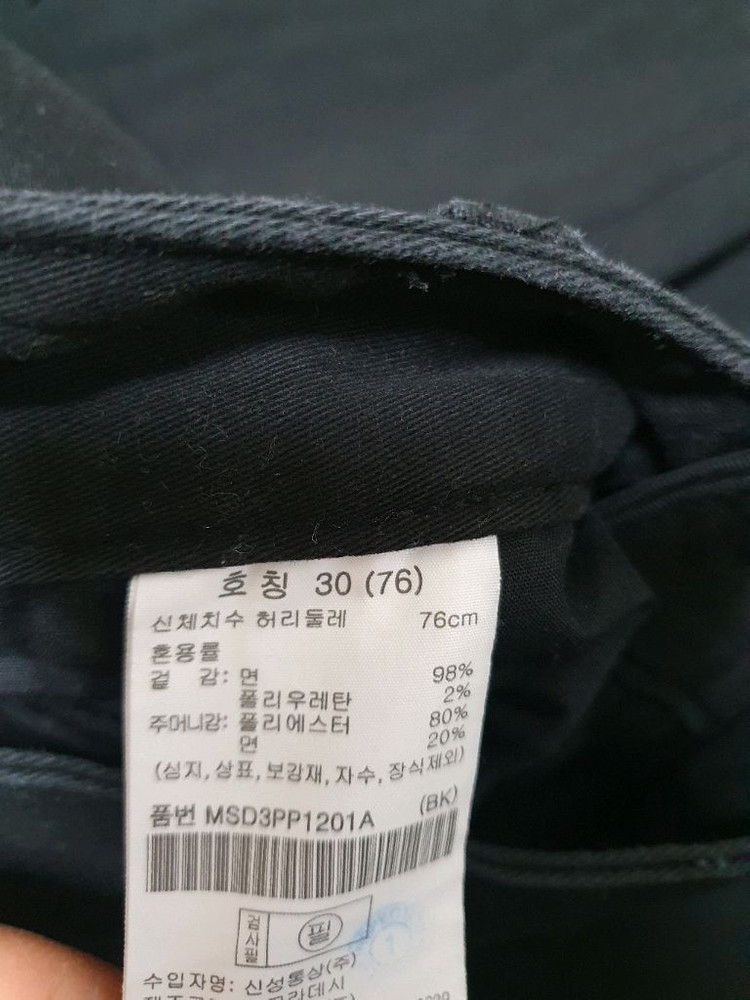 호칭 30 (76)
신체치수 허리둘레 76cm
혼용률
겉 감: 면 98%
폴리우레탄 2%
주머니감: 폴리에스터 80%
면 20%
(심지,상표,보강재,자수,장식제외)
품번 MSD3PP1201A (BK)
검사필 필
수입자명: 신성통상(주)